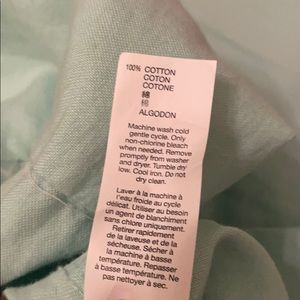 100% COTTON
COTON
COTONE
綿
棉
ALGODON
Machine wash cold
gentle cycle. Only
non-chlorine bleach
when needed. Remove
promptly from washer
and dryer. Tumble dry
low. Cool iron. Do not
dry clean.
Laver à la machine à
l'eau froide au cycle
délicat. Utiliser au besoin
un agent de blanchiment
sans chlore uniquement.
Retirer rapidement
de la laveuse et de la
sécheuse. Sécher à
la machine à basse
température. Repasser
à basse température. Ne
pas nettoyer à sec.